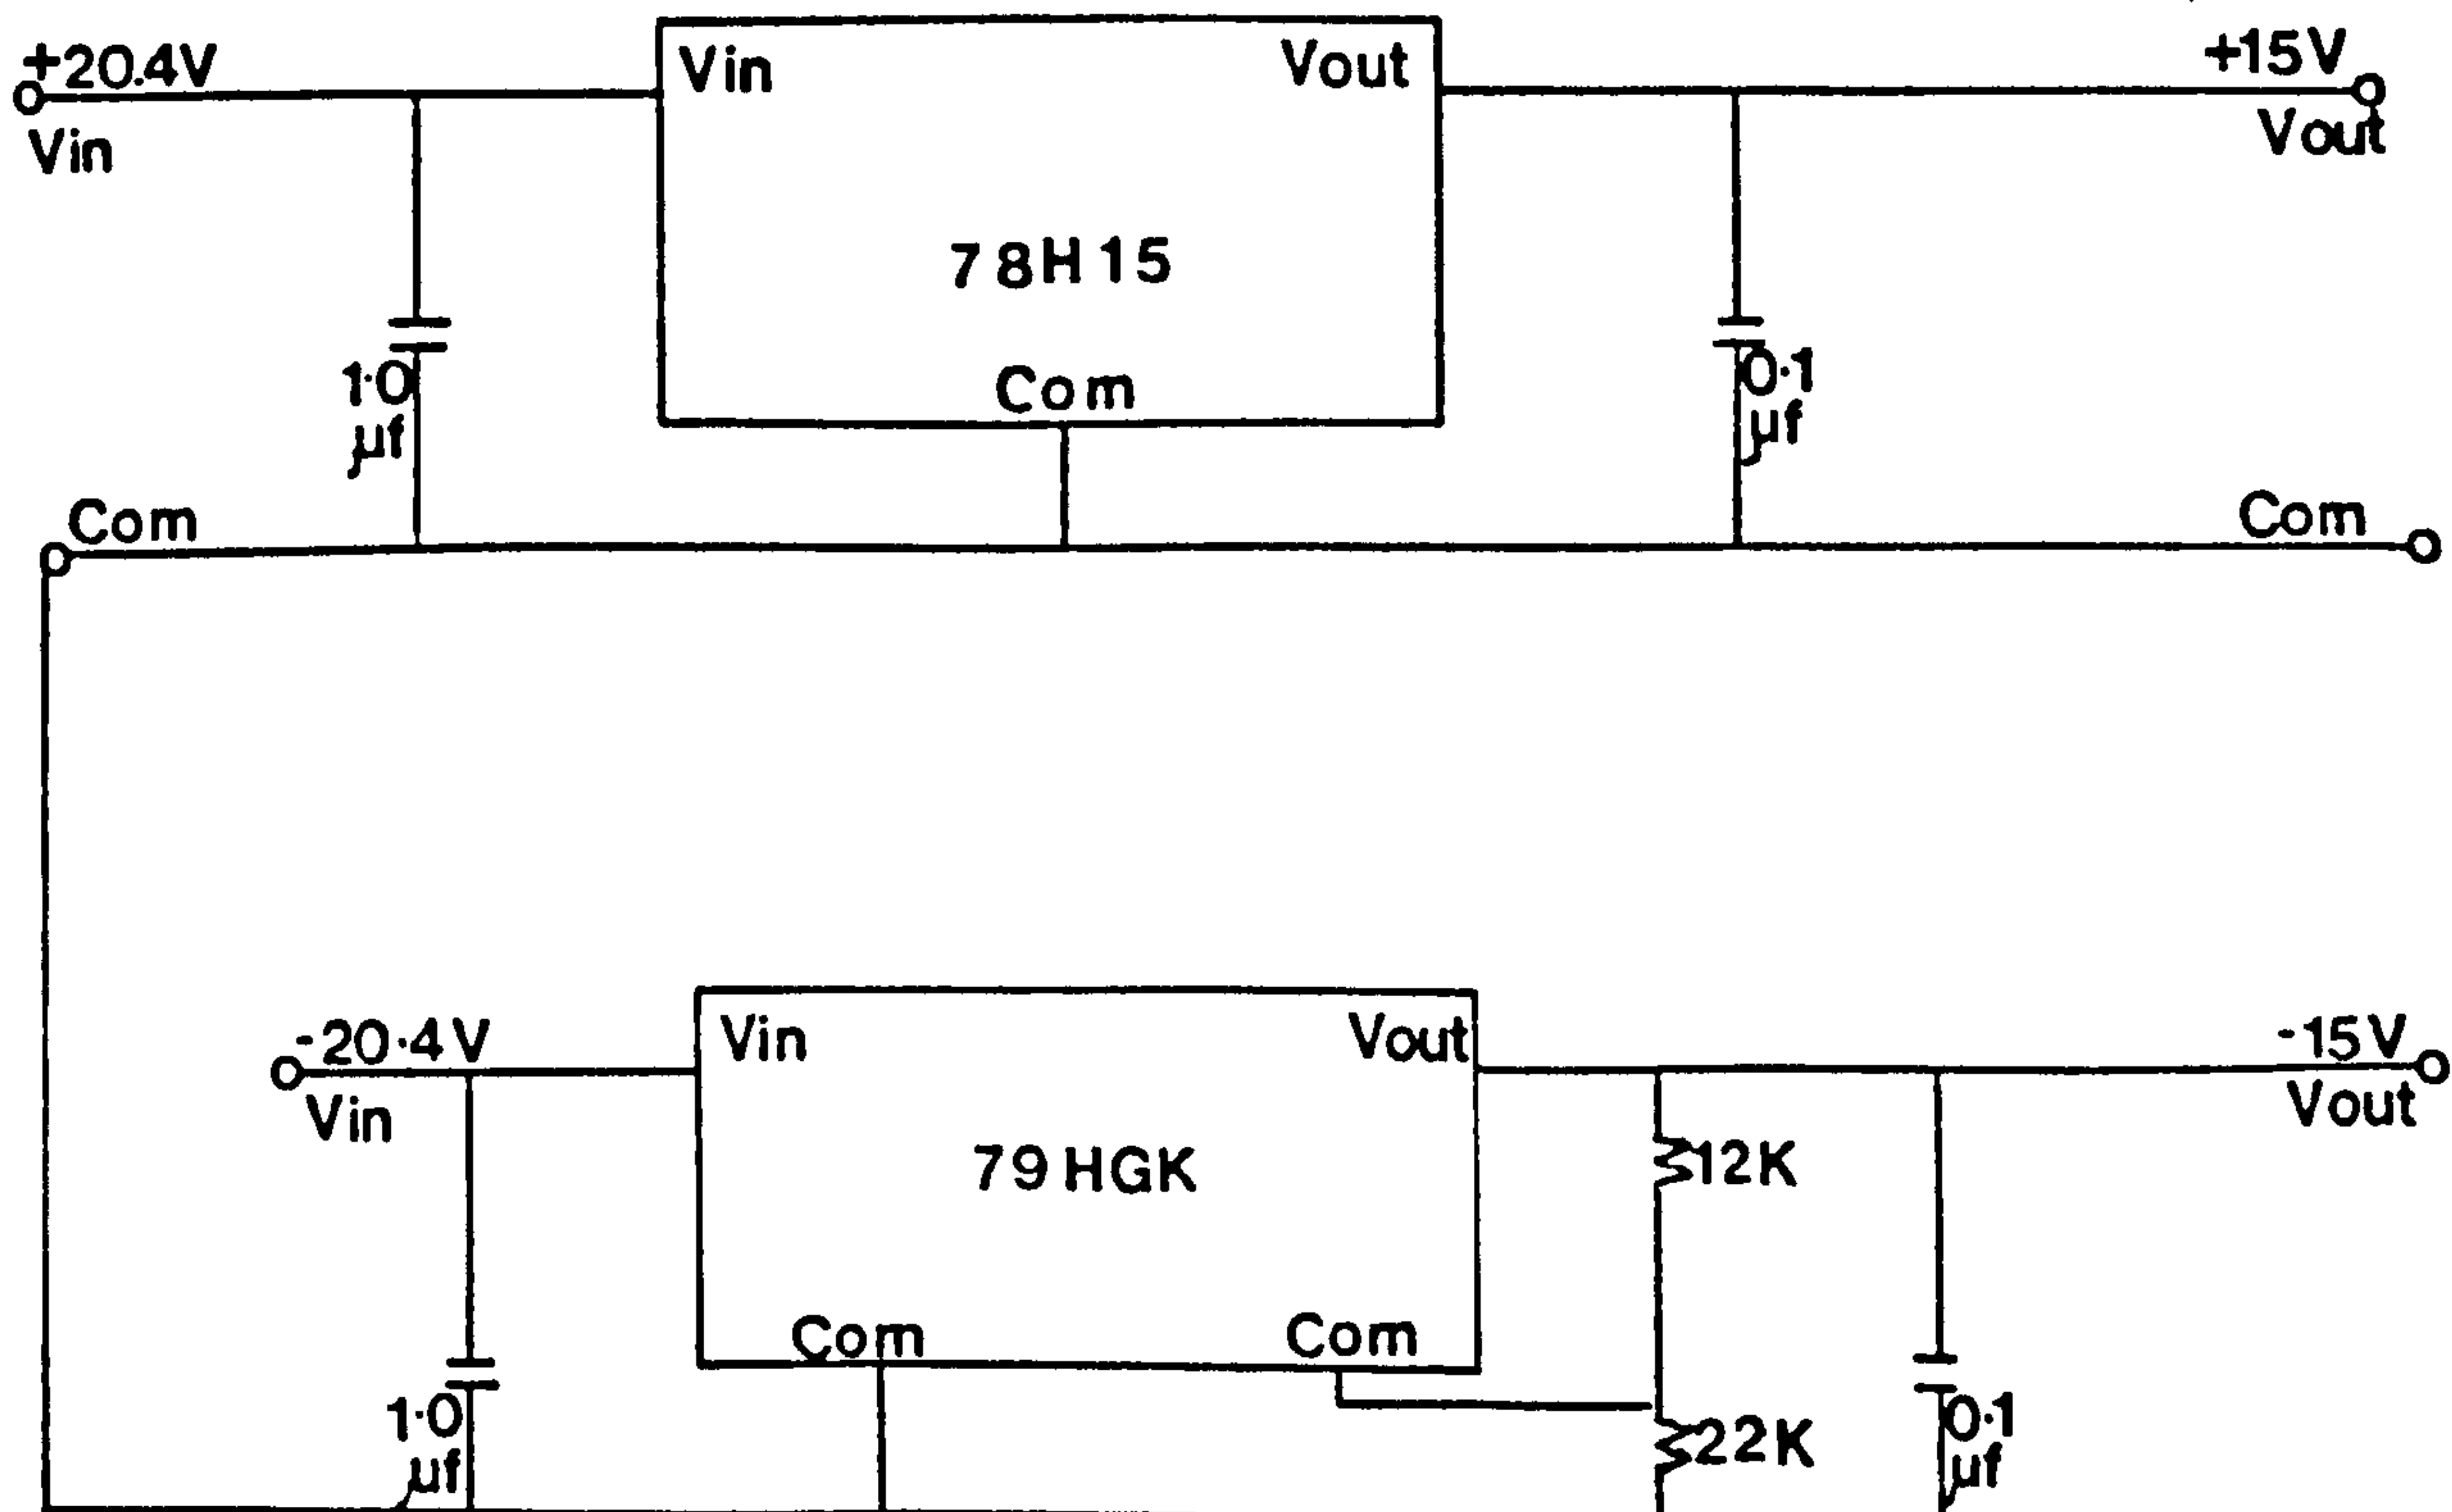 +20.4V
Vin
Vin
Vout
+15V
Vout
78H15
1·0
µf
Com
0·1
µf
Com
Com
-20·4V
Vin
Vin
Vout
-15V
Vout
79HGK
12K
Com
Com
1·0
µf
22K
0·1
µf